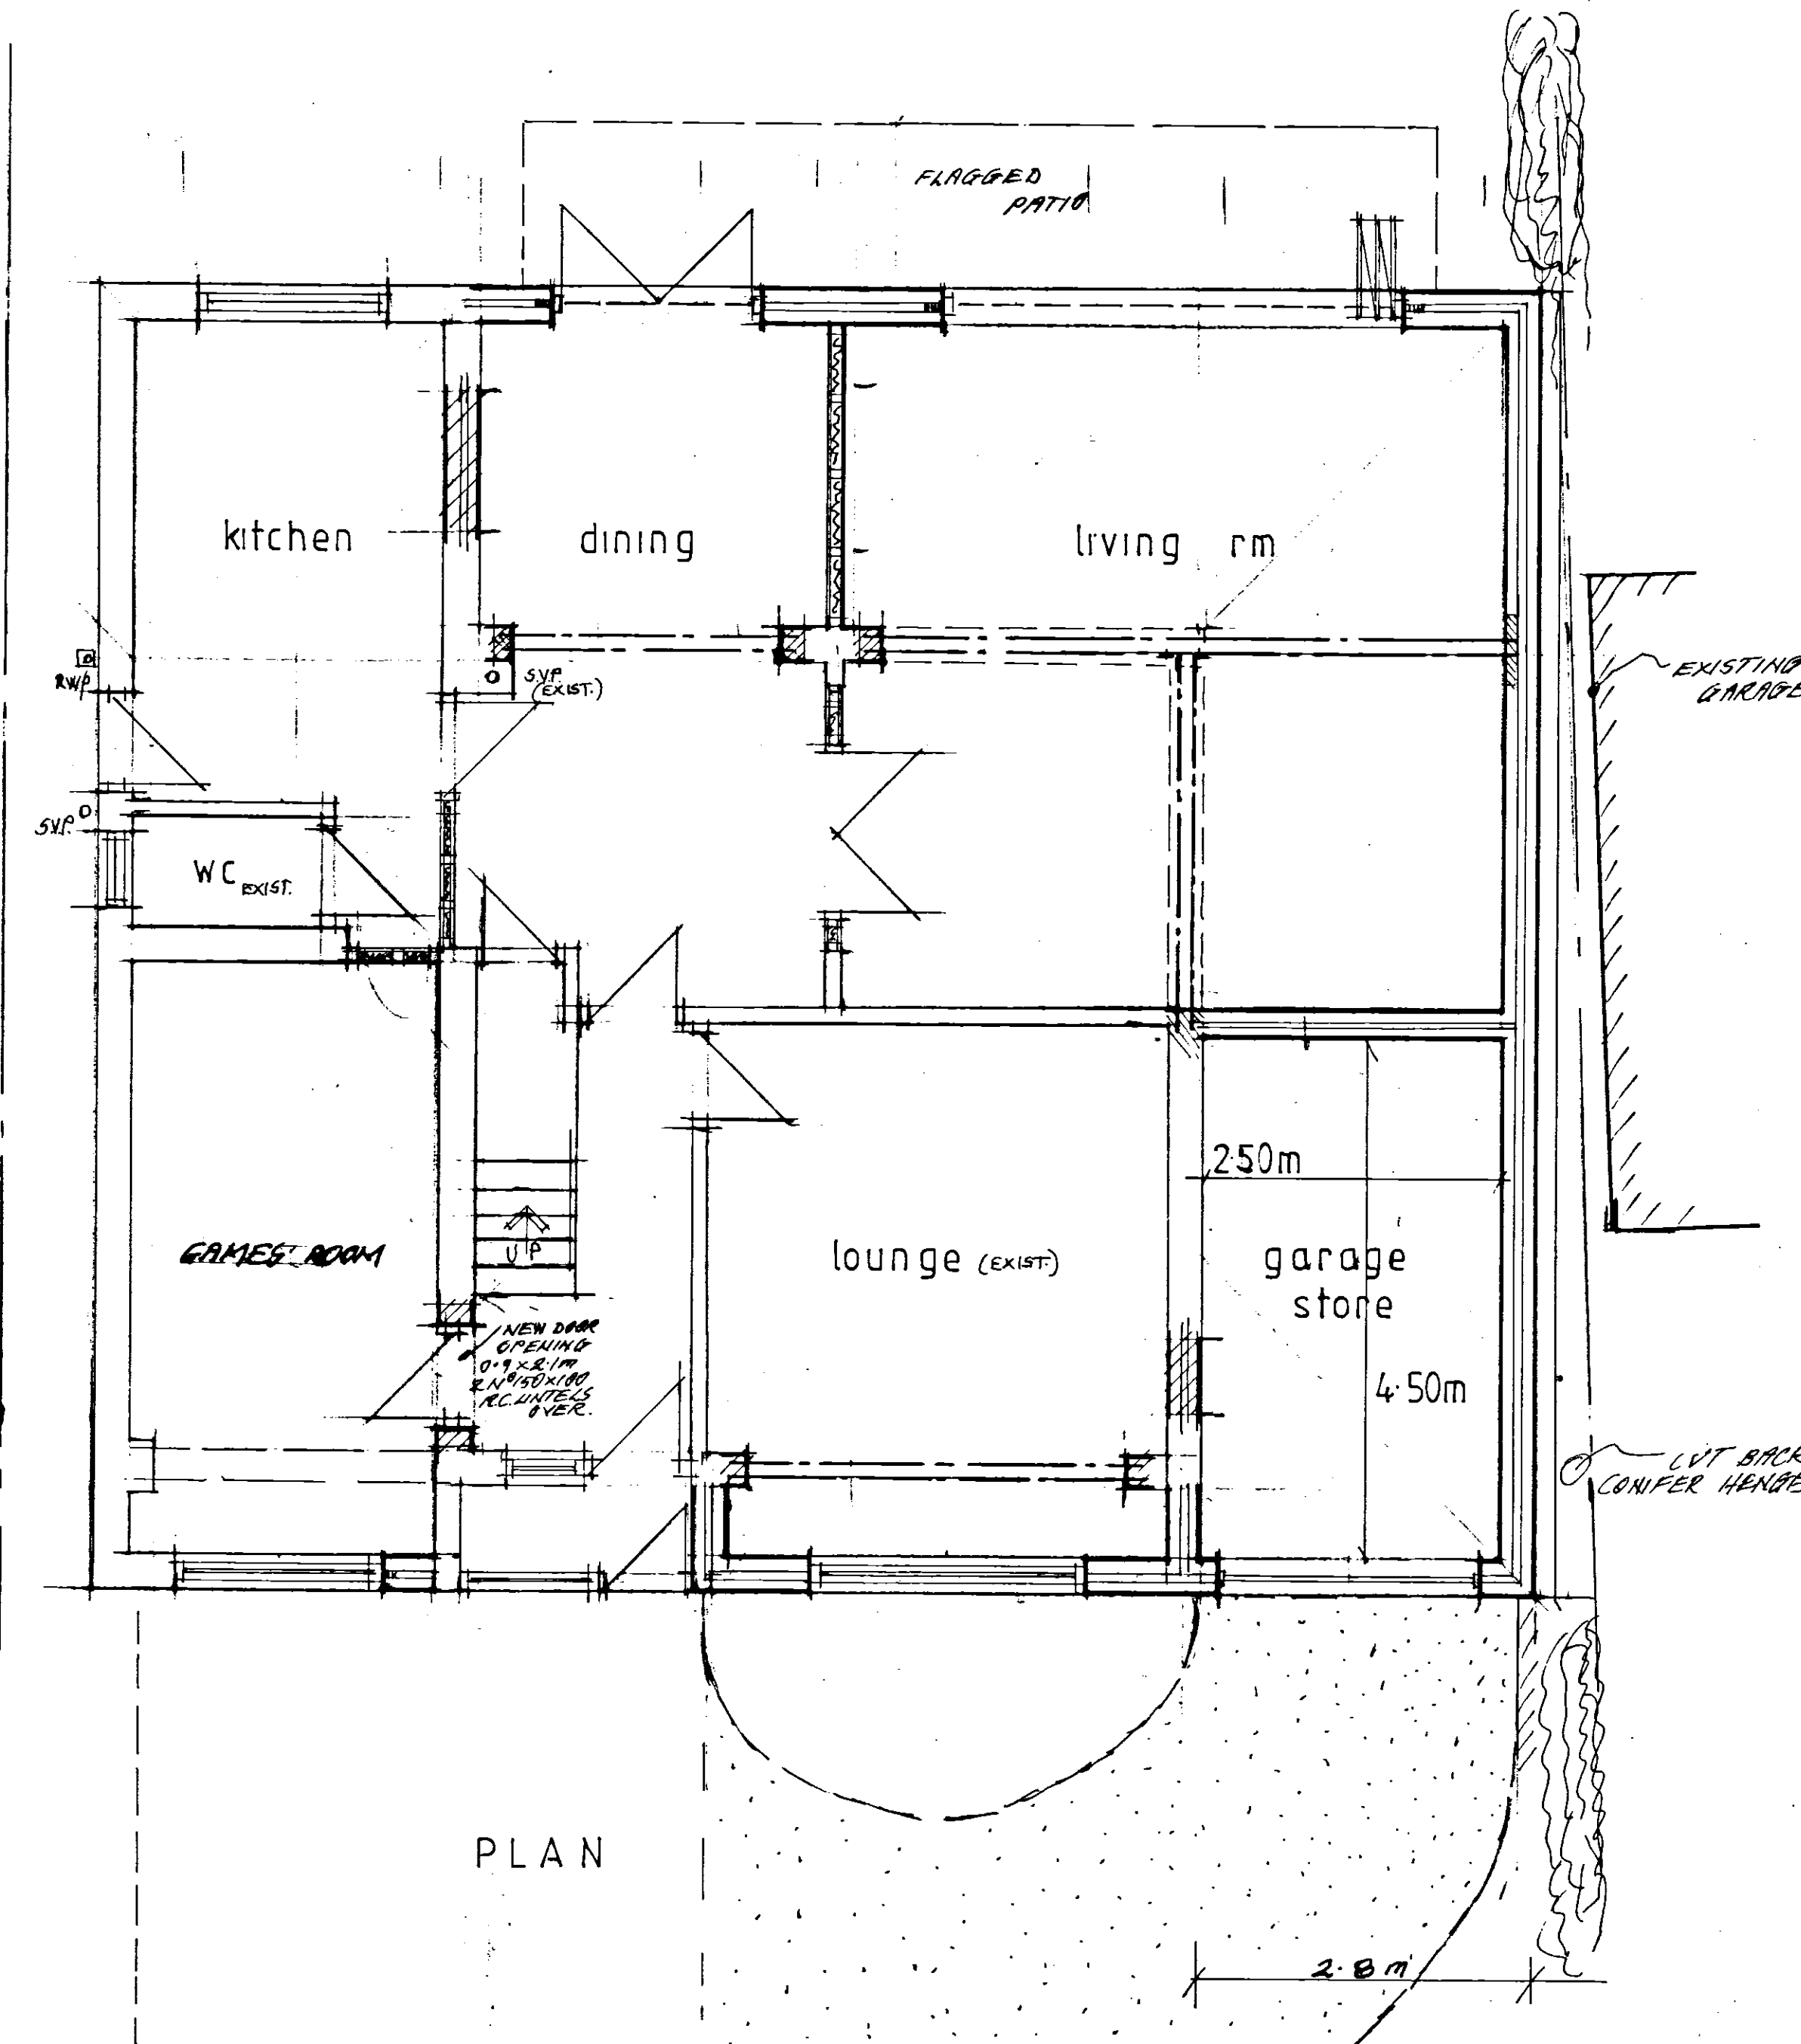 FLAGGED
PATIO
kitchen
dining
living rm
S.V.P.
(EXIST.)
RWP
EXISTING
GARAGE
S.V.P.
WC EXIST.
2.50m
GAMES ROOM
UP
lounge (EXIST.)
garage
store
NEW DOOR
OPENING
0.9 x 2.1m
2 Nº 150 x 100
R.C. LINTELS
OVER.
4.50m
CUT BACK
CONIFER HENGE
PLAN
2.8m